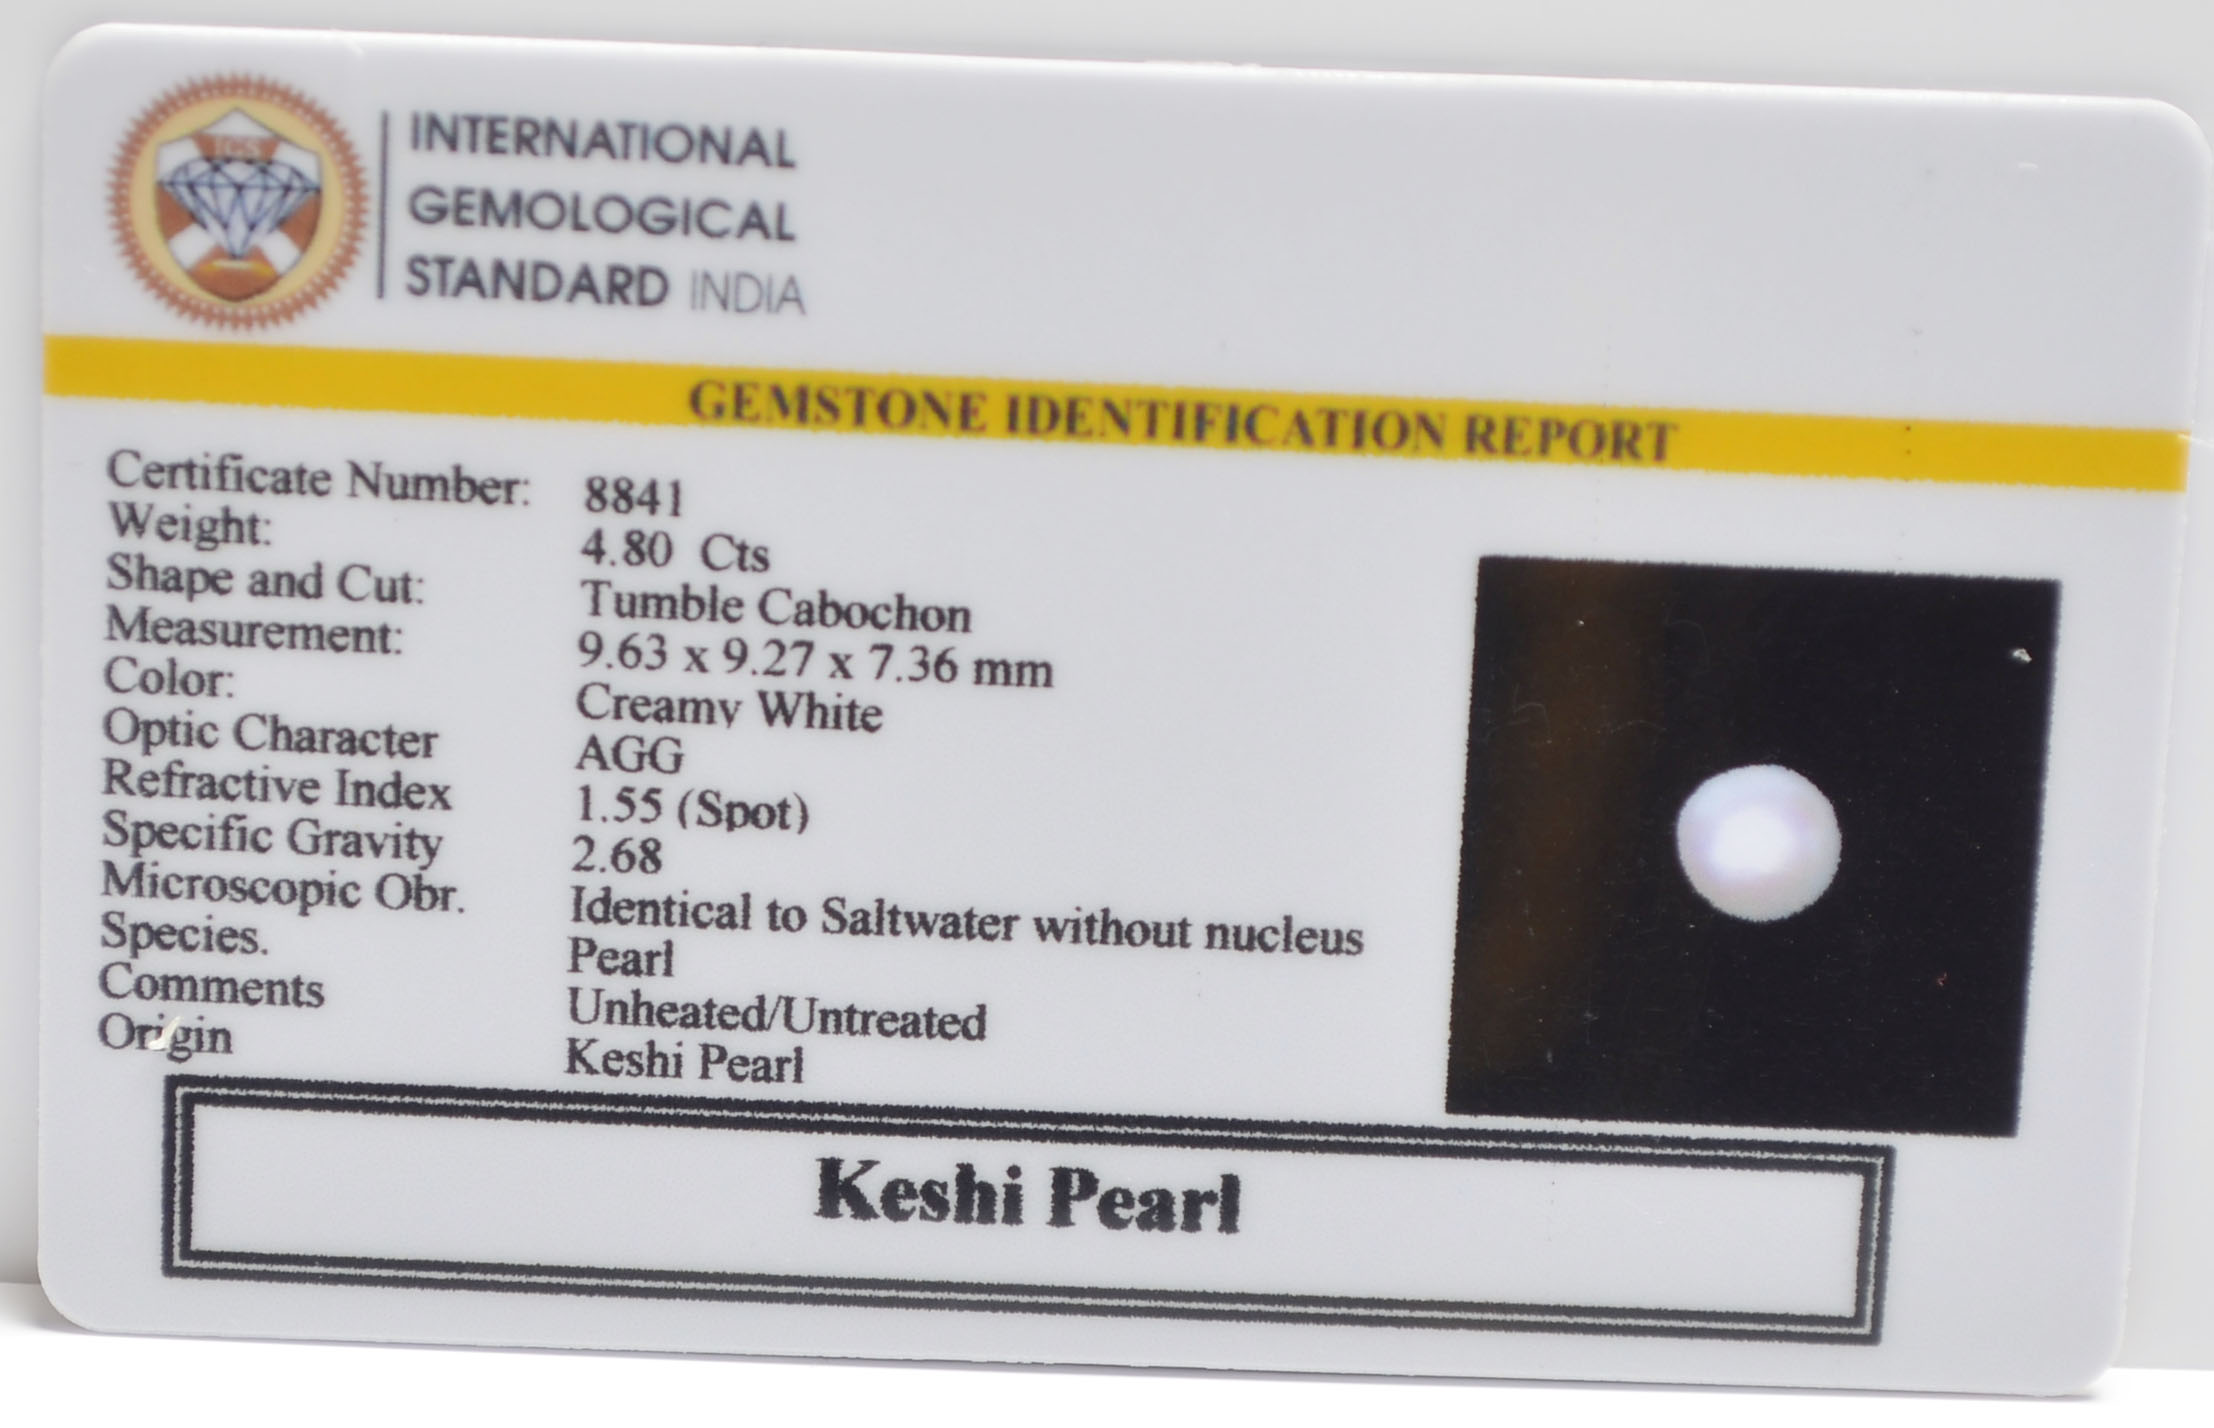 IGS
INTERNATIONAL
GEMOLOGICAL
STANDARD INDIA
GEMSTONE IDENTIFICATION REPORT
Certificate Number: 8841
Weight: 4.80 Cts
Shape and Cut: Tumble Cabochon
Measurement: 9.63 x 9.27 x 7.36 mm
Color: Creamy White
Optic Character AGG
Refractive Index 1.55 (Spot)
Specific Gravity 2.68
Microscopic Obr. Identical to Saltwater without nucleus
Species. Pearl
Comments Unheated/Untreated
Origin Keshi Pearl
Keshi Pearl